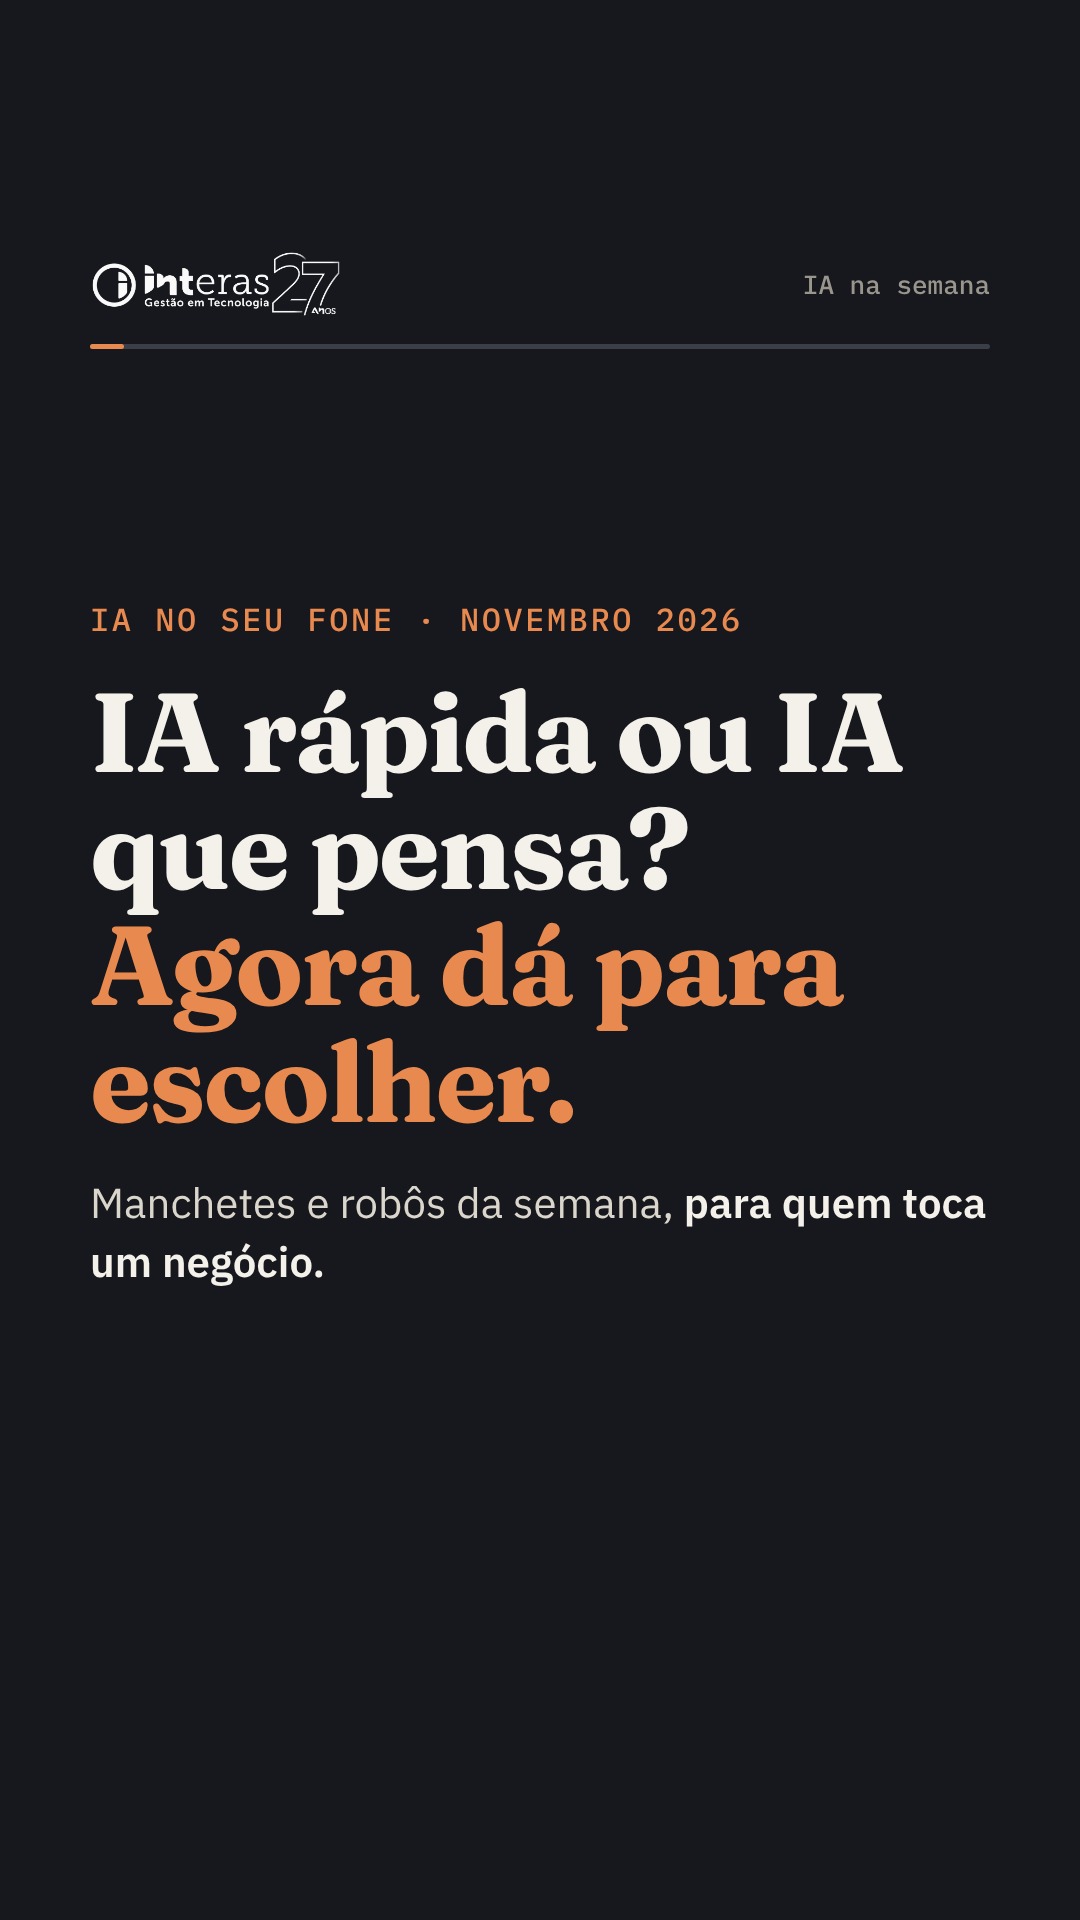 interas 27
Gestão em Tecnologia ANOS
IA na semana
IA NO SEU FONE · NOVEMBRO 2026
IA rápida ou IA
que pensa?
Agora dá para
escolher.
Manchetes e robôs da semana, para quem toca
um negócio.